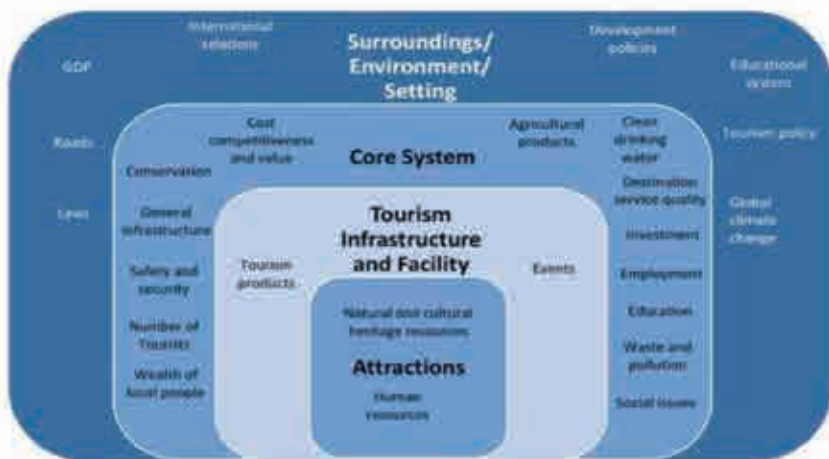 International
relations
Development
policies
Surroundings/
Environment/
Setting
GDP
Educational
system
Roads
Tourism policy
Laws
Global
climate
change
Cost
competitiveness
and value
Agricultural
products
Clean
drinking
water
Core System
Conservation
Destination
service quality
General
infrastructure
Investment
Safety and
security
Employment
Number of
Tourists
Education
Wealth of
local people
Waste and
pollution
Social issues
Tourism
Infrastructure
and Facility
Tourism
products
Events
Natural and cultural
heritage resources
Attractions
Human
resources